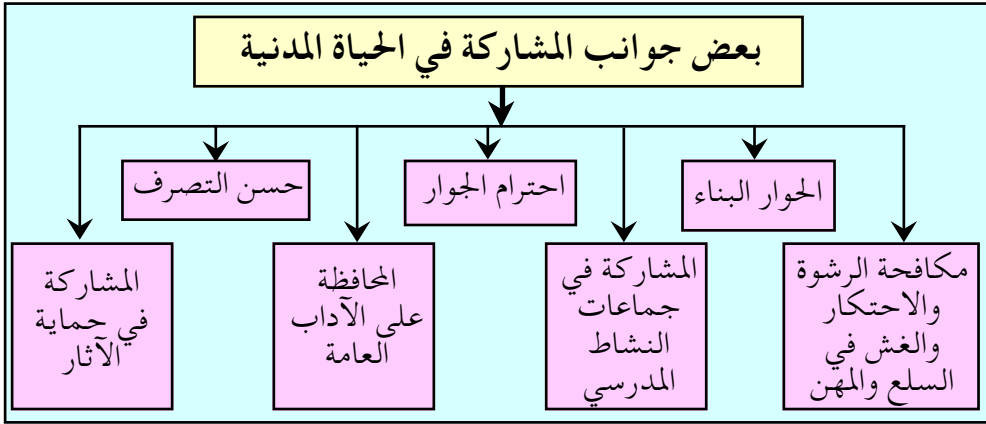 بعض جوانب المشاركة في الحياة المدنية
الحوار البناء
احترام الجوار
حسن التصرف
مكافحة الرشوة
والاحتكار
والغش في
السلع والمهن
المشاركة في
جماعات
النشاط
المدرسي
المحافظة
على الآداب
العامة
المشاركة
في حماية
الآثار